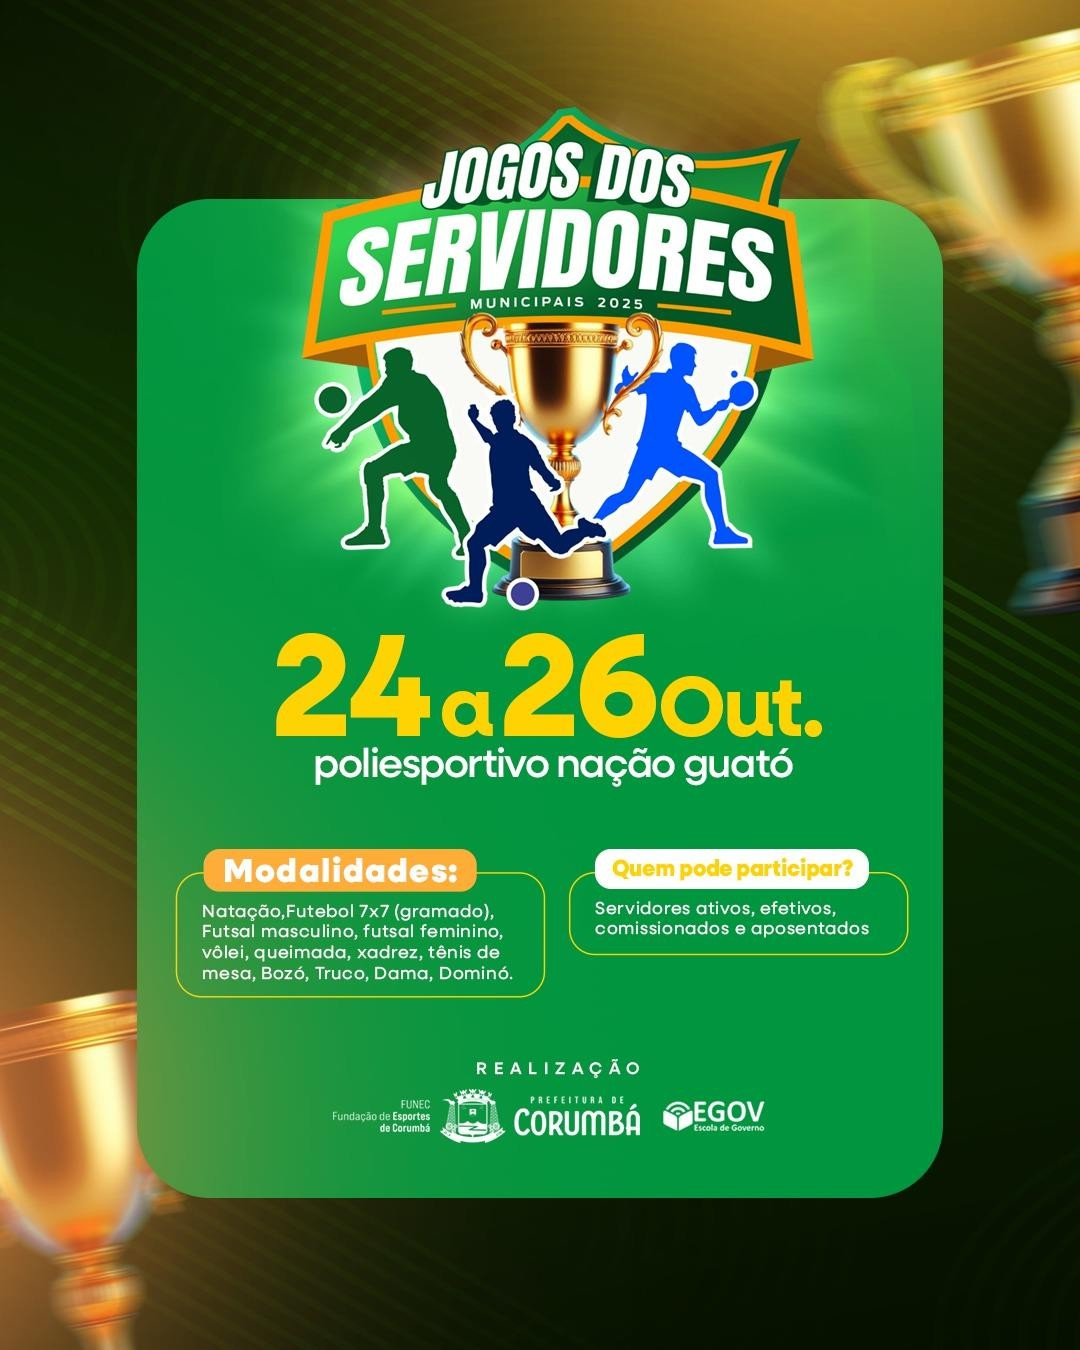 JOGOS DOS
SERVIDORES
MUNICIPAIS 2025
24 a 26 Out.
poliesportivo nação guató
Modalidades:
Natação,Futebol 7x7 (gramado),
Futsal masculino, futsal feminino,
vôlei, queimada, xadrez, tênis de
mesa, Bozó, Truco, Dama, Dominó.
Quem pode participar?
Servidores ativos, efetivos,
comissionados e aposentados
REALIZAÇÃO
FUNEC
Fundação de Esportes
de Corumbá
PREFEITURA DE
CORUMBÁ
EGOV
Escola de Governo